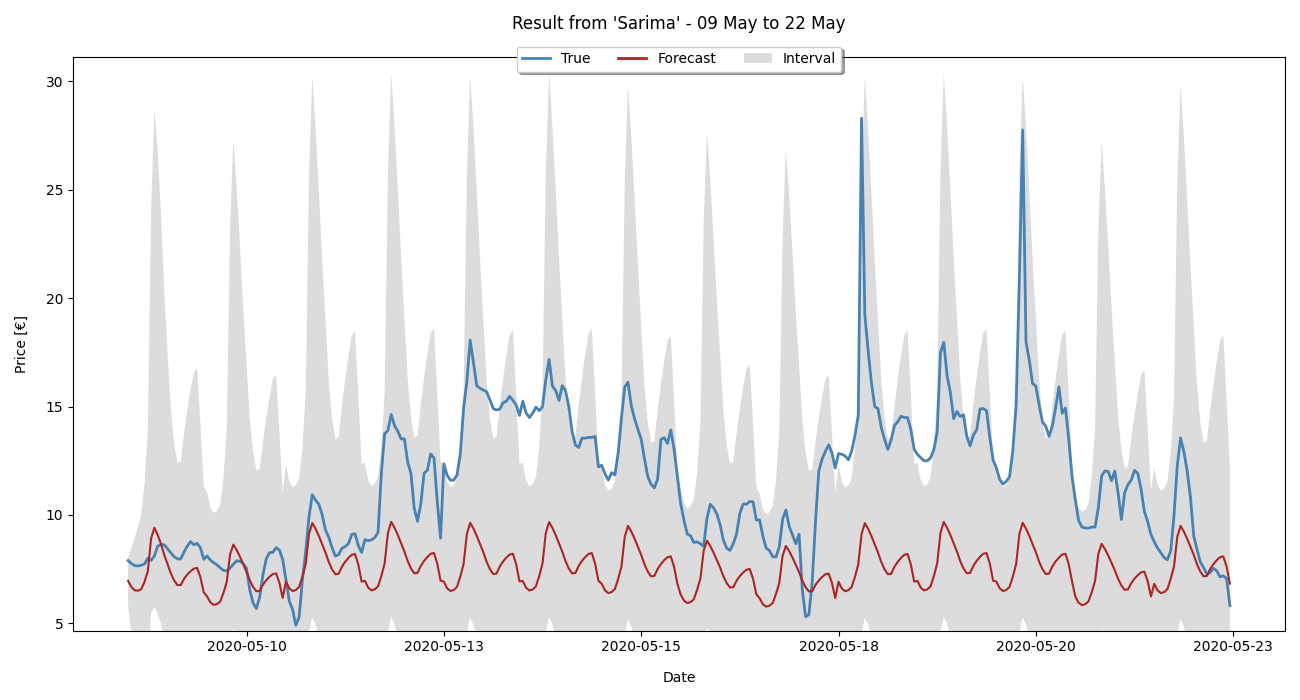 Result from 'Sarima' - 09 May to 22 May
True Forecast Interval
30
25
20
15
10
5
Price [€]
2020-05-10 2020-05-13 2020-05-15 2020-05-18 2020-05-20 2020-05-23
Date